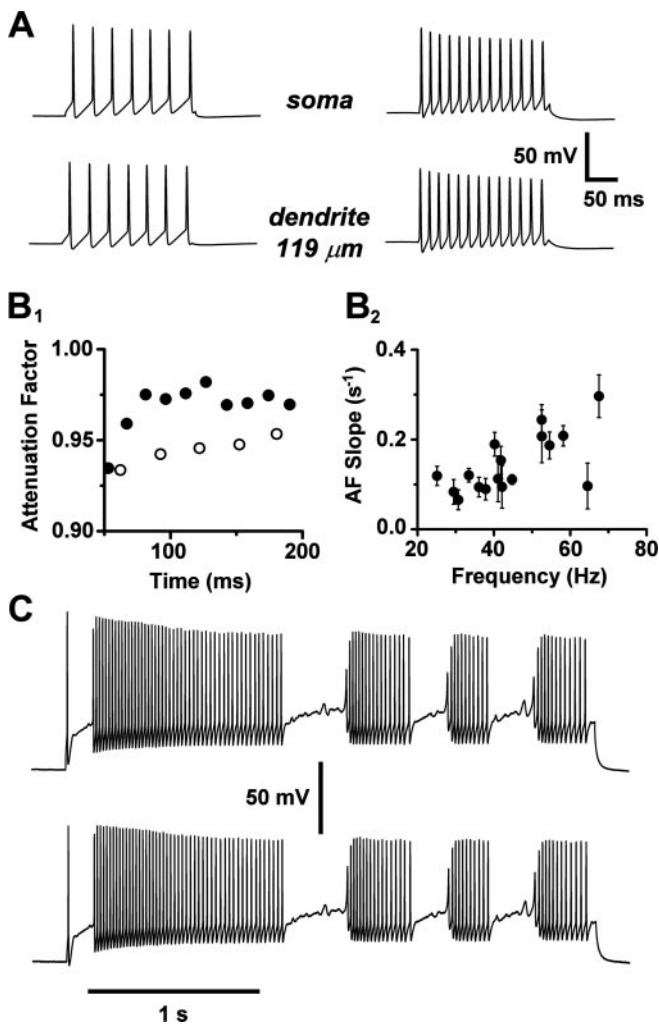 A
soma
50 mV
50 ms
dendrite
119 μm
B1
1.00
0.95
0.90
Attenuation Factor
100
200
Time (ms)
B2
0.4
0.2
0.0
AF Slope (s-1)
20
40
60
80
Frequency (Hz)
C
50 mV
1 s